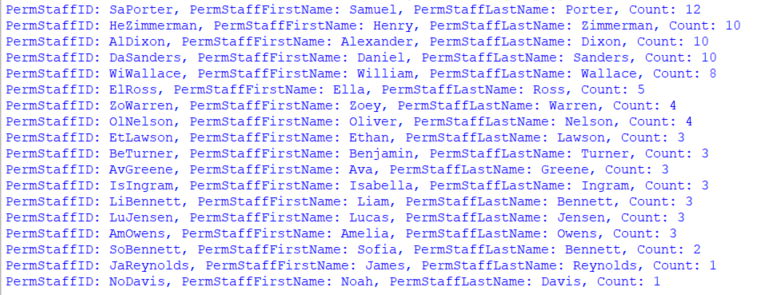 PermStaffID: SaPorter, PermStaffFirstName: Samuel, PermStaffLastName: Porter, Count: 12
PermStaffID: HeZimmerman, PermStaffFirstName: Henry, PermStaffLastName: Zimmerman, Count: 10
PermStaffID: AlDixon, PermStaffFirstName: Alexander, PermStaffLastName: Dixon, Count: 10
PermStaffID: DaSanders, PermStaffFirstName: Daniel, PermStaffLastName: Sanders, Count: 10
PermStaffID: WiWallace, PermStaffFirstName: William, PermStaffLastName: Wallace, Count: 8
PermStaffID: ElRoss, PermStaffFirstName: Ella, PermStaffLastName: Ross, Count: 5
PermStaffID: ZoWarren, PermStaffFirstName: Zoey, PermStaffLastName: Warren, Count: 4
PermStaffID: OlNelson, PermStaffFirstName: Oliver, PermStaffLastName: Nelson, Count: 4
PermStaffID: EtLawson, PermStaffFirstName: Ethan, PermStaffLastName: Lawson, Count: 3
PermStaffID: BeTurner, PermStaffFirstName: Benjamin, PermStaffLastName: Turner, Count: 3
PermStaffID: AvGreene, PermStaffFirstName: Ava, PermStaffLastName: Greene, Count: 3
PermStaffID: IsIngram, PermStaffFirstName: Isabella, PermStaffLastName: Ingram, Count: 3
PermStaffID: LiBennett, PermStaffFirstName: Liam, PermStaffLastName: Bennett, Count: 3
PermStaffID: LuJensen, PermStaffFirstName: Lucas, PermStaffLastName: Jensen, Count: 3
PermStaffID: AmOwens, PermStaffFirstName: Amelia, PermStaffLastName: Owens, Count: 3
PermStaffID: SoBennett, PermStaffFirstName: Sofia, PermStaffLastName: Bennett, Count: 2
PermStaffID: JaReynolds, PermStaffFirstName: James, PermStaffLastName: Reynolds, Count: 1
PermStaffID: NoDavis, PermStaffFirstName: Noah, PermStaffLastName: Davis, Count: 1